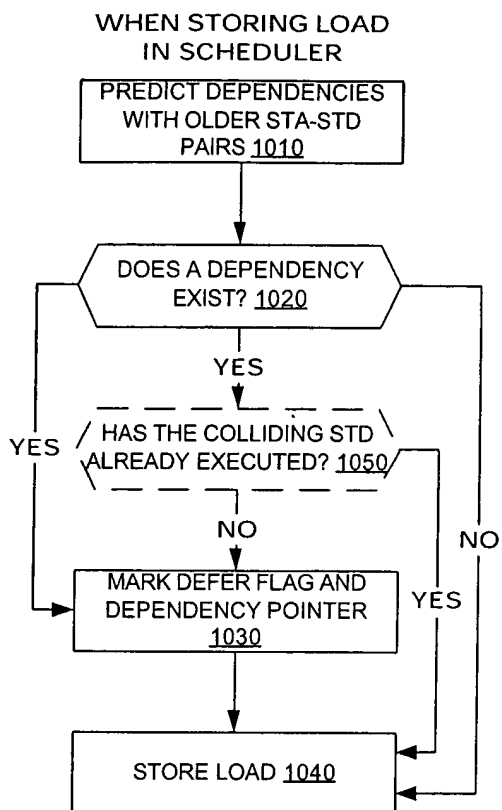 WHEN STORING LOAD
IN SCHEDULER
PREDICT DEPENDENCIES
WITH OLDER STA-STD
PAIRS 1010
DOES A DEPENDENCY
EXIST? 1020
YES
YES
HAS THE COLLIDING STD
ALREADY EXECUTED? 1050
NO
NO
YES
MARK DEFER FLAG AND
DEPENDENCY POINTER
1030
STORE LOAD 1040